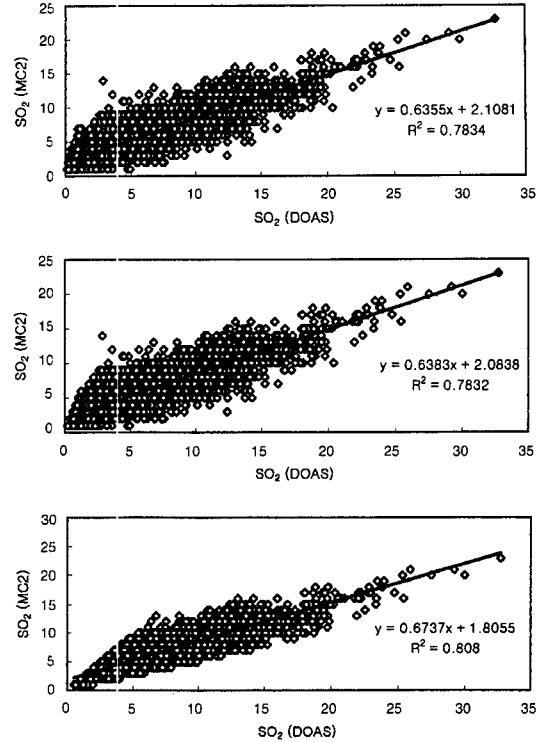 25
20
15
10
5
0
SO2 (MC2)
y = 0.6355x + 2.1081
R² = 0.7834
0 5 10 15 20 25 30 35
SO2 (DOAS)
25
20
15
10
5
0
SO2 (MC2)
y = 0.6383x + 2.0838
R² = 0.7832
0 5 10 15 20 25 30 35
SO2 (DOAS)
30
25
20
15
10
5
0
SO2 (MC2)
y = 0.6737x + 1.8055
R² = 0.808
0 5 10 15 20 25 30 35
SO2 (DOAS)